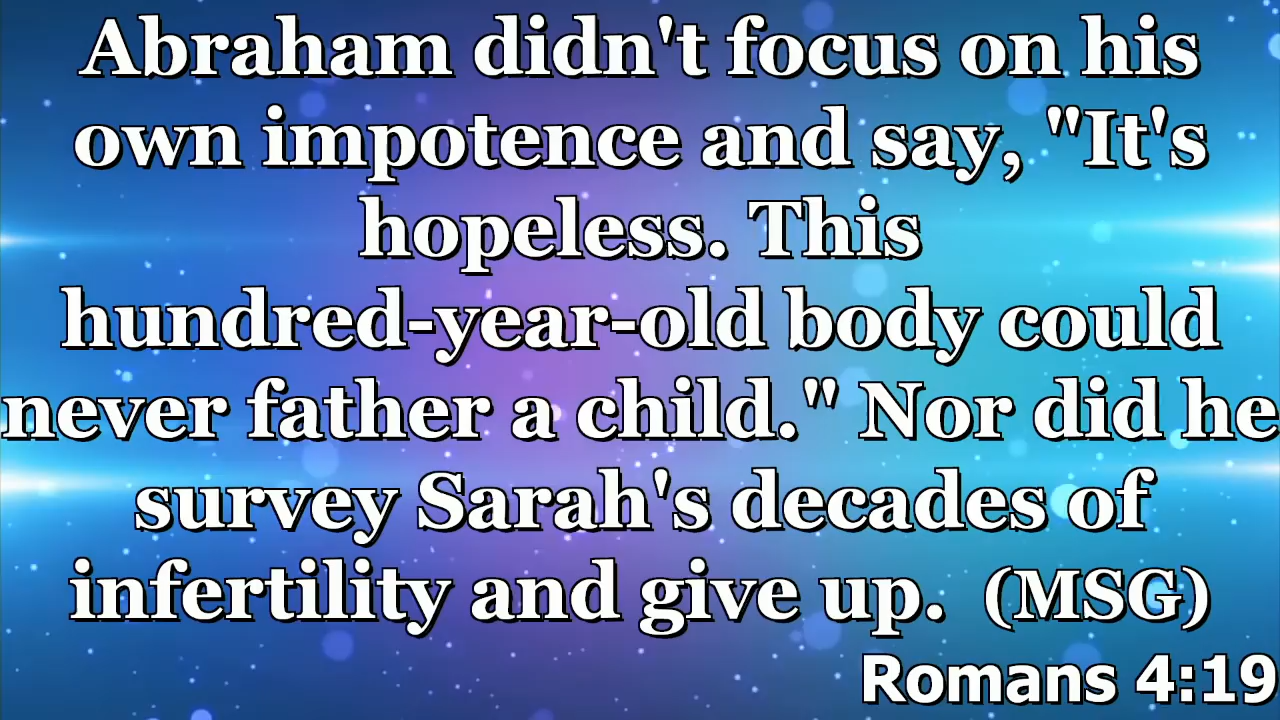 Abraham didn't focus on his
own impotence and say, "It's
hopeless. This
hundred-year-old body could
never father a child." Nor did he
survey Sarah's decades of
infertility and give up.  (MSG)
Romans 4:19